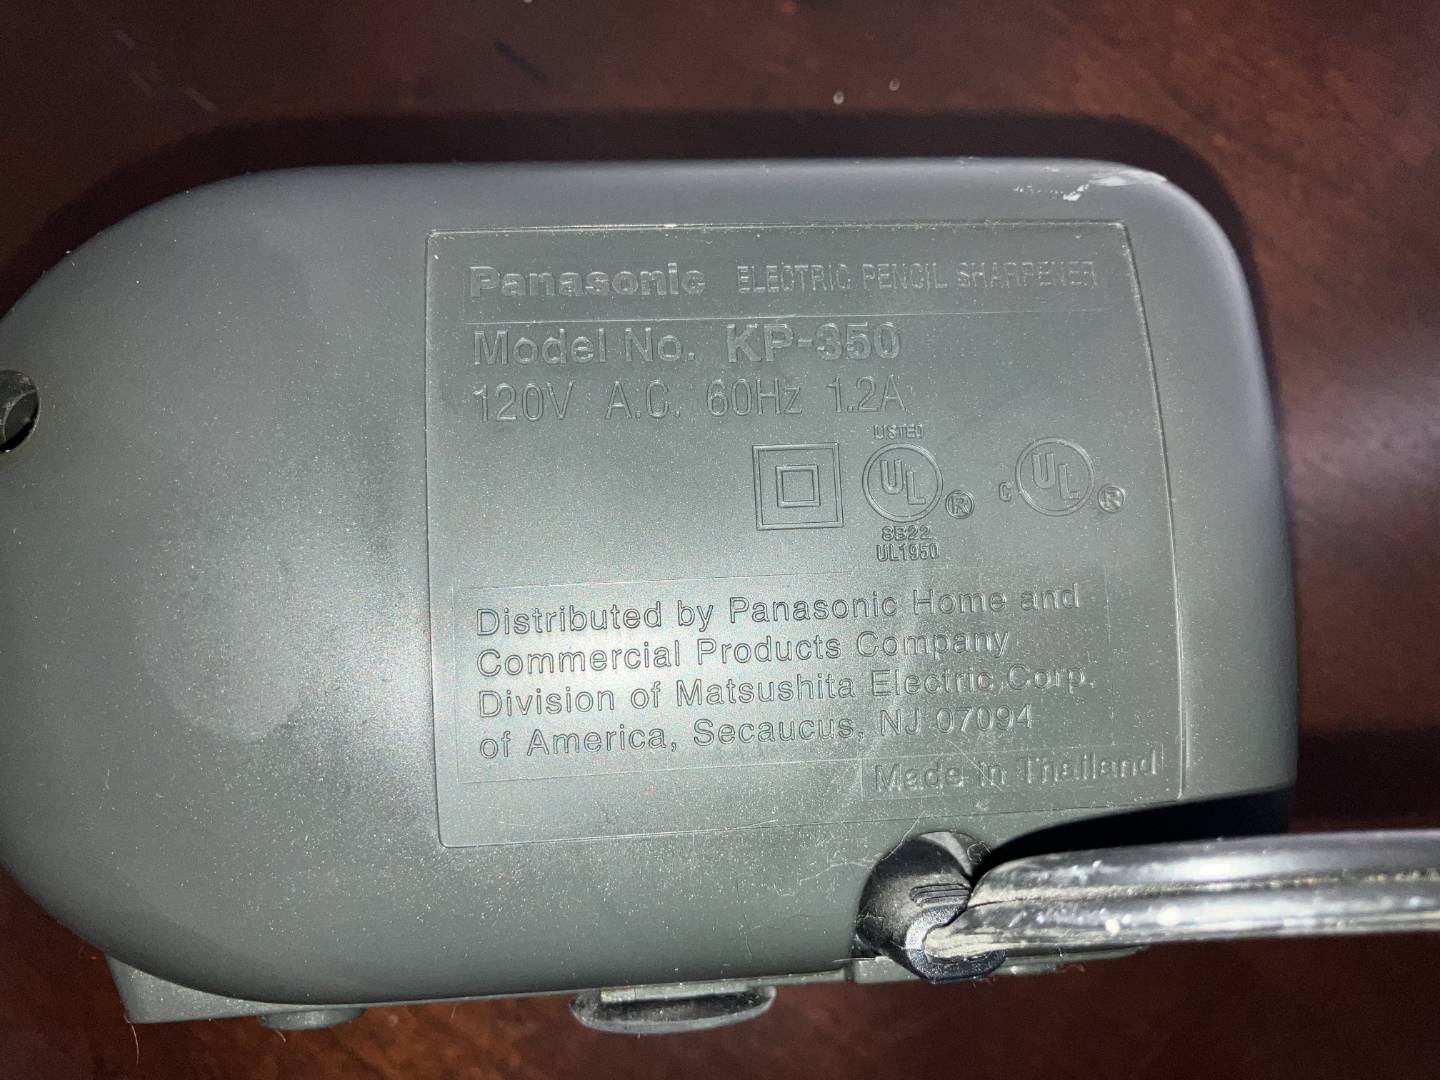 Panasonic ELECTRIC PENCIL SHARPENER
Model No. KP-350
120V A.C. 60Hz 1.2A
LISTED
UL ®
C UL ®
8E22
UL1950
Distributed by Panasonic Home and
Commercial Products Company
Division of Matsushita Electric Corp.
of America, Secaucus, NJ 07094
Made in Thailand